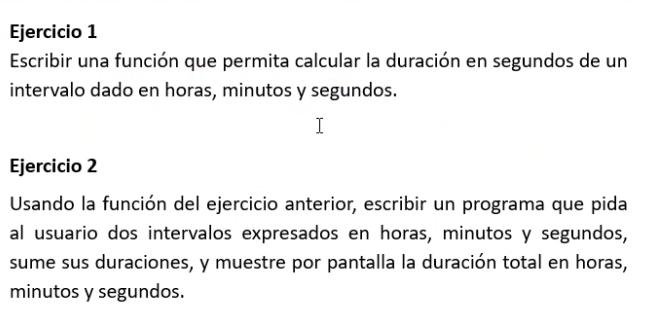 Ejercicio 1
Escribir una función que permita calcular la duración en segundos de un
intervalo dado en horas, minutos y segundos.
Ejercicio 2
Usando la función del ejercicio anterior, escribir un programa que pida
al usuario dos intervalos expresados en horas, minutos y segundos,
sume sus duraciones, y muestre por pantalla la duración total en horas,
minutos y segundos.